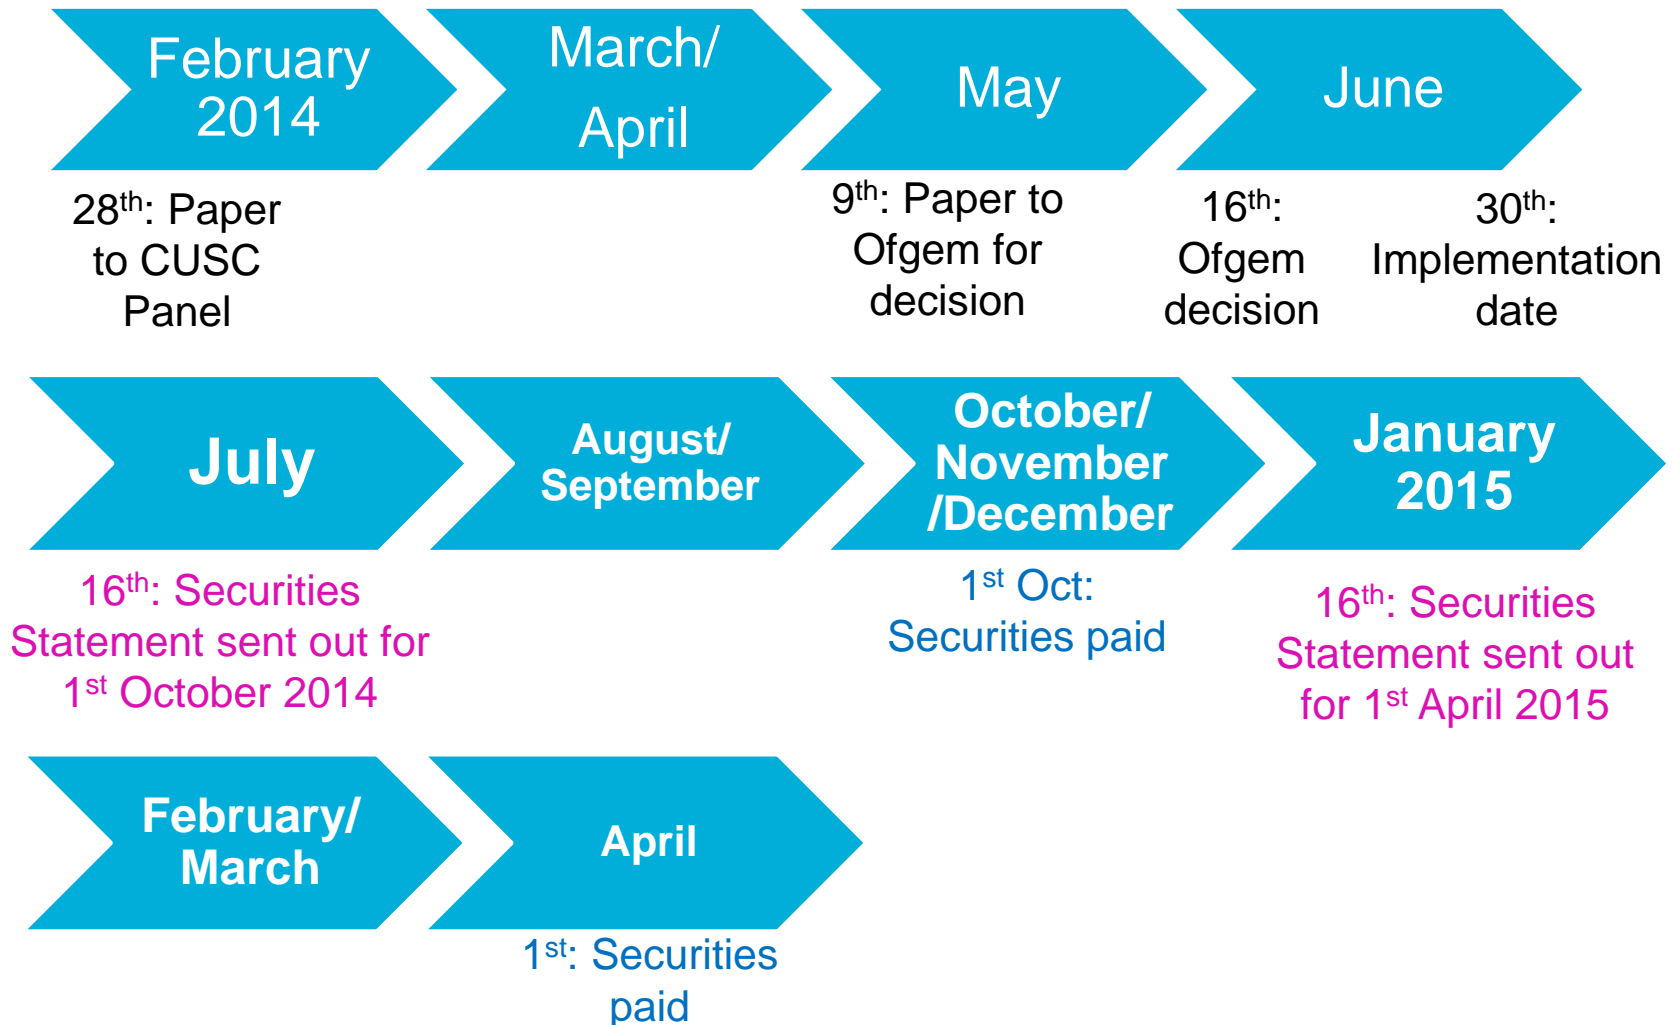 February
2014
March/
April
May
June
28th: Paper
to CUSC
Panel
9th: Paper to
Ofgem for
decision
16th:
Ofgem
decision
30th:
Implementation
date
July
August/
September
October/
November
/December
January
2015
16th: Securities
Statement sent out for
1st October 2014
1st Oct:
Securities paid
16th: Securities
Statement sent out
for 1st April 2015
February/
March
April
1st: Securities
paid